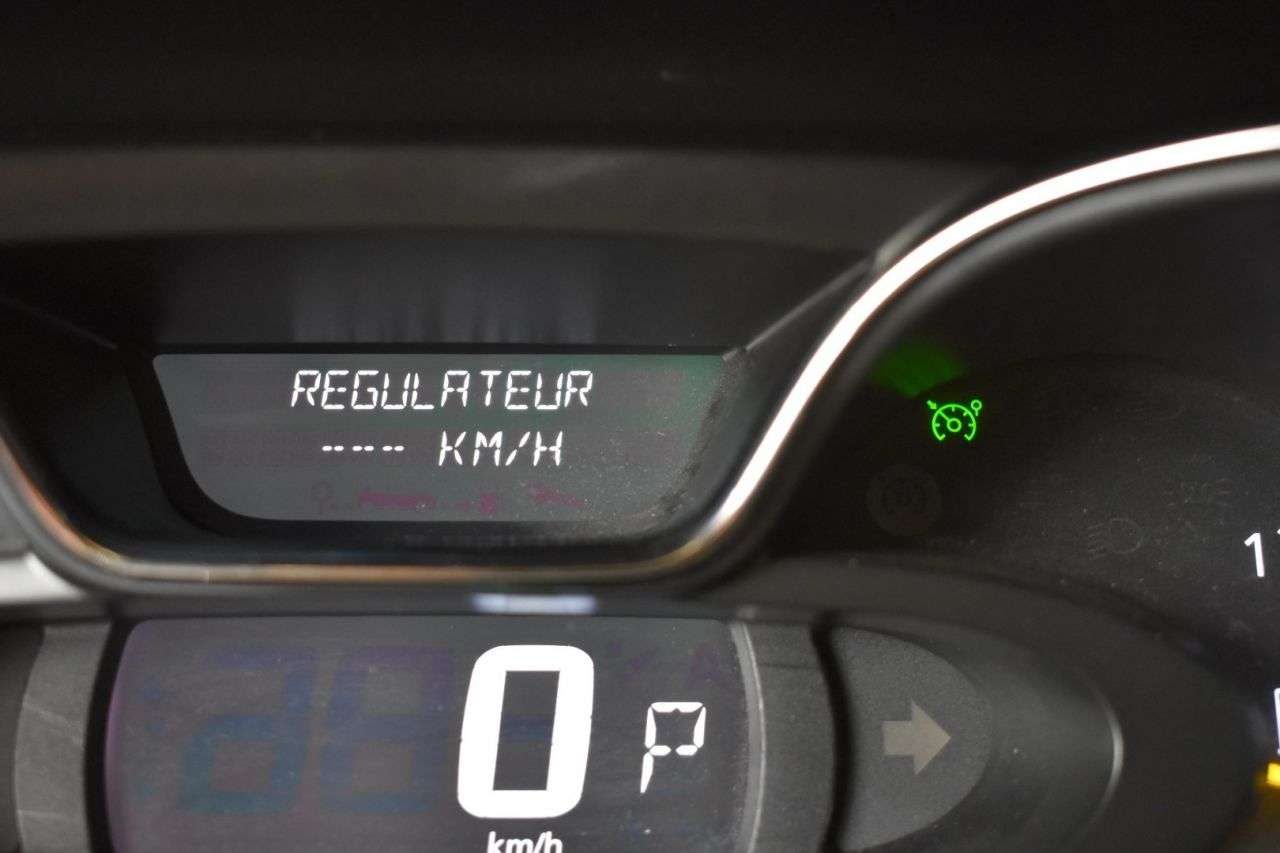 REGULATEUR
--- KM/H
0 P
km/h